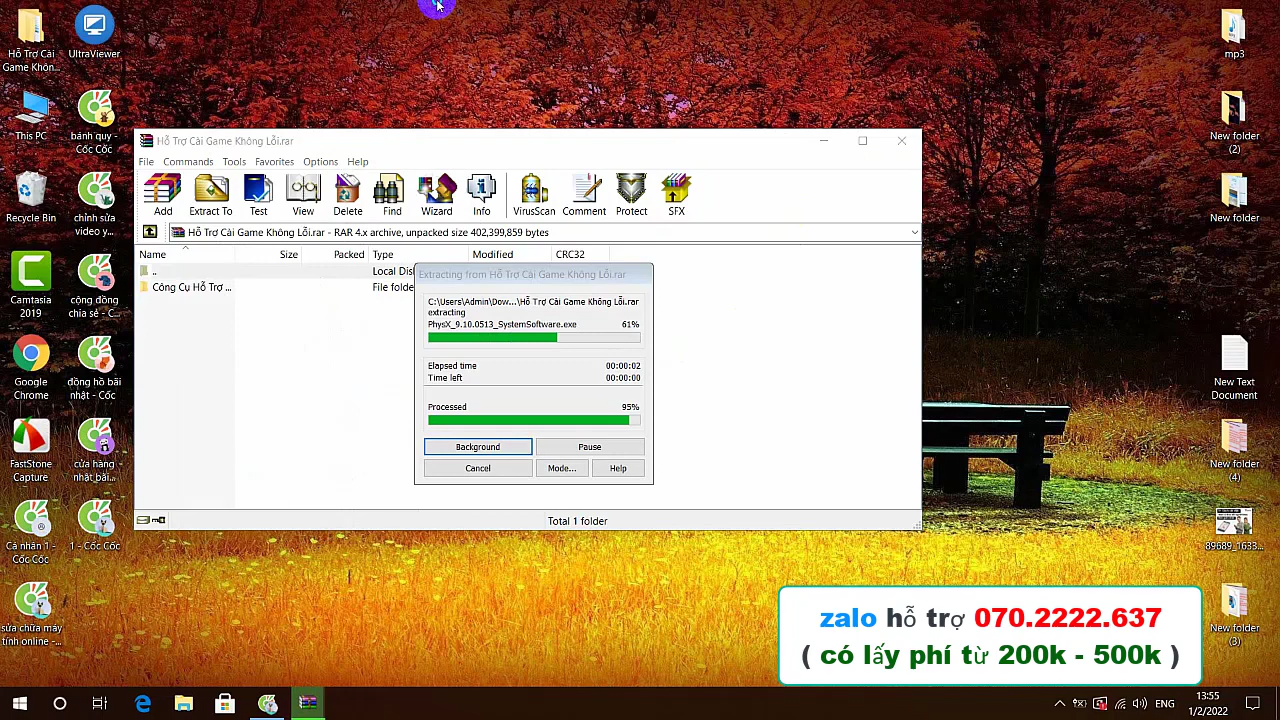 Hỗ Trợ Cài
Game Khôn...
UltraViewer
This PC
bánh quy -
Cốc Cốc
Recycle Bin
chỉnh sửa
video y...
Camtasia
2019
cộng đồng
chia sẻ - C...
Google
Chrome
đồng hồ bài
nhật - Cốc
FastStone
Capture
cửa hàng
nhật bải...
Cá nhân 1 -
Cốc Cốc
1 - Cốc Cốc
sửa chữa máy
tính online -...
mp3
New folder
(2)
New folder
New Text
Document
New folder
(4)
89689_1633...
New folder
(3)
Hỗ Trợ Cài Game Không Lỗi.rar
File Commands Tools Favorites Options Help
Add Extract To Test View Delete Find Wizard Info VirusScan Comment Protect SFX
Hỗ Trợ Cài Game Không Lỗi.rar - RAR 4.x archive, unpacked size 402,399,859 bytes
Name Size Packed Type Modified CRC32
.. Local Dis
Công Cụ Hỗ Trợ ... File folde
Extracting from Hỗ Trợ Cài Game Không Lỗi.rar
C:\Users\Admin\Dow...\Hỗ Trợ Cài Game Không Lỗi.rar
extracting
PhysX_9.10.0513_SystemSoftware.exe 61%
Elapsed time 00:00:02
Time left 00:00:00
Processed 95%
Background Pause
Cancel Mode... Help
Total 1 folder
zalo hỗ trợ 070.2222.637
( có lấy phí từ 200k - 500k )
ENG
13:55
1/2/2022